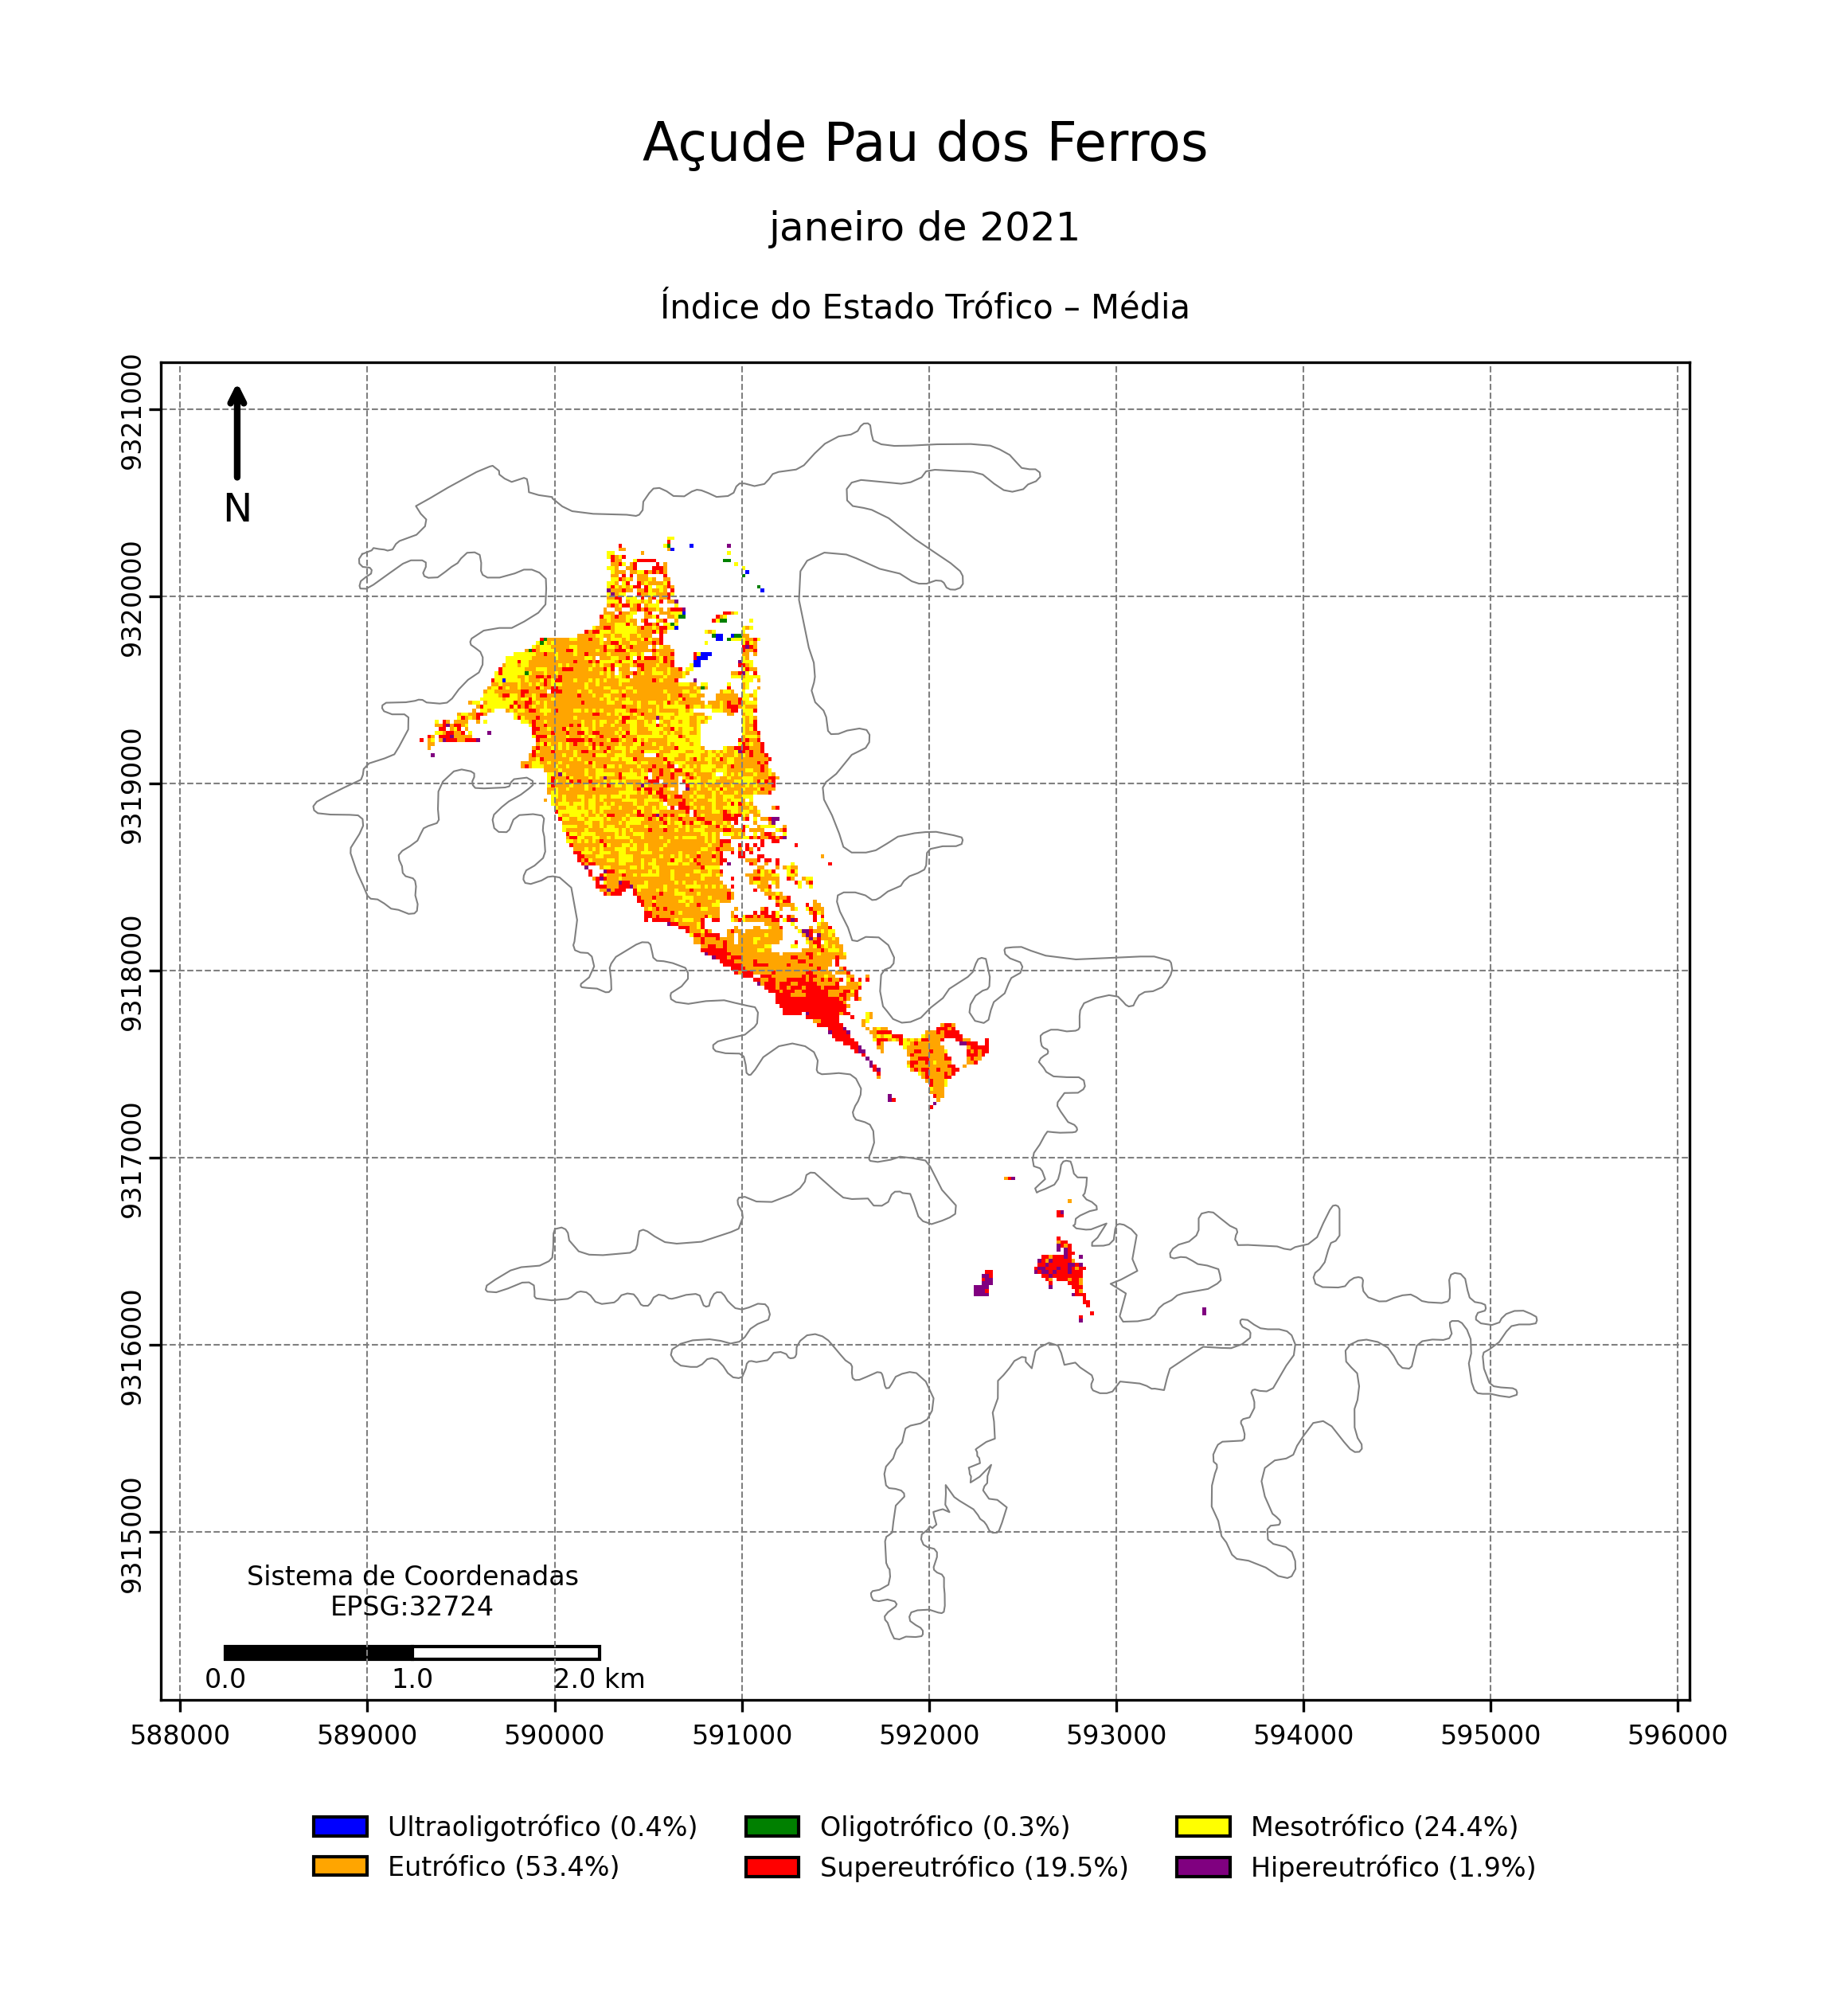 Açude Pau dos Ferros
janeiro de 2021
Índice do Estado Trófico – Média
9321000
9320000
9319000
9318000
9317000
9316000
9315000
N
Sistema de Coordenadas
EPSG:32724
0.0 1.0 2.0 km
588000 589000 590000 591000 592000 593000 594000 595000 596000
Ultraoligotrófico (0.4%) Oligotrófico (0.3%) Mesotrófico (24.4%)
Eutrófico (53.4%) Supereutrófico (19.5%) Hipereutrófico (1.9%)